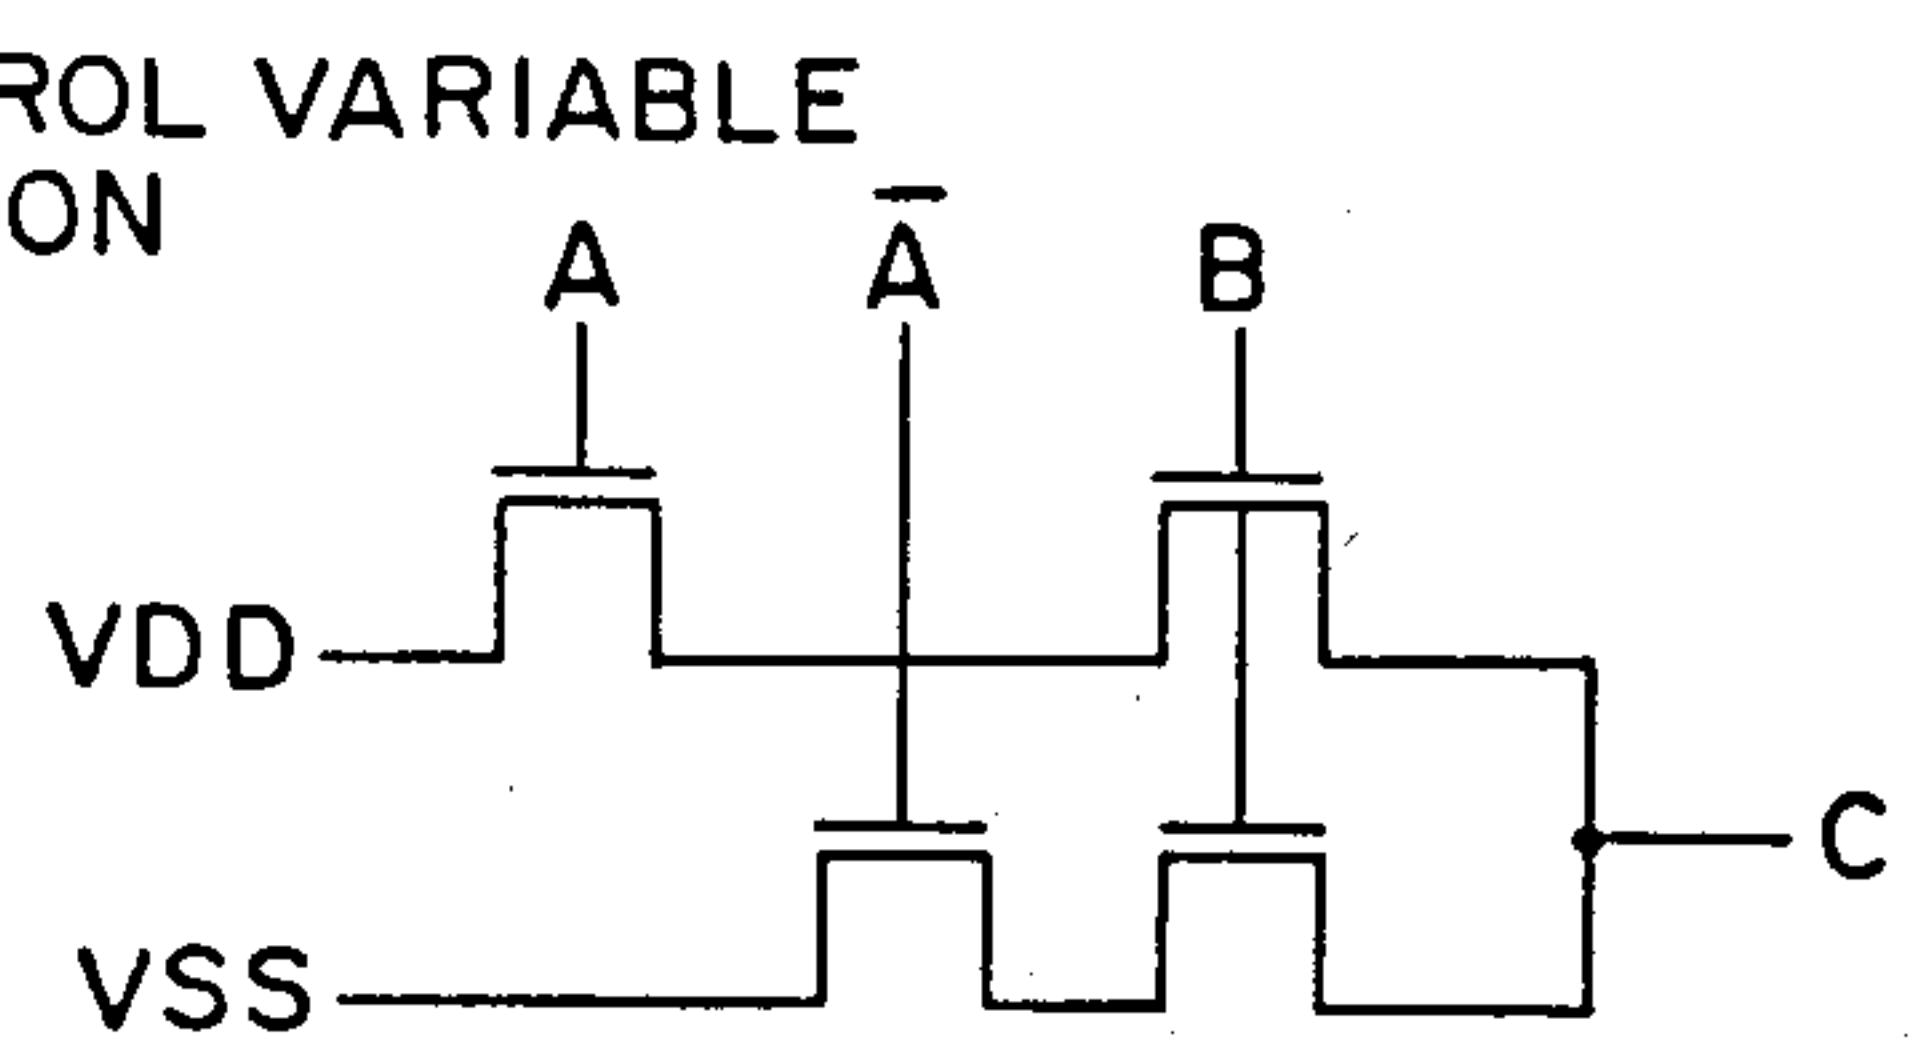 ROL VARIABLE
ON
A A̅ B
VDD
C
VSS